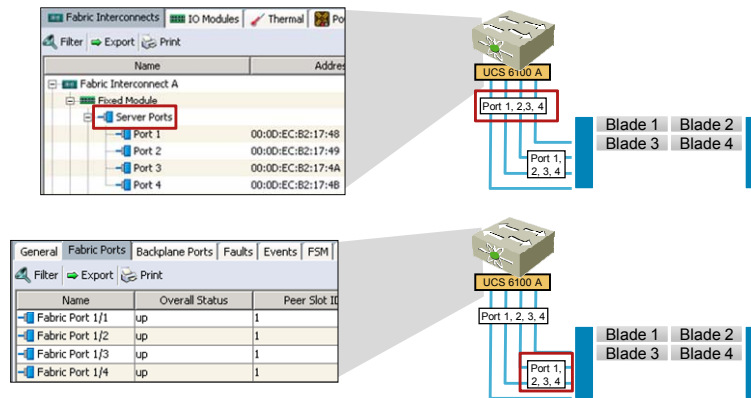 Fabric Interconnects IO Modules Thermal Po
Filter Export Print
Name Addre
Fabric Interconnect A
Fixed Module
Server Ports
Port 1 00:0D:EC:B2:17:48
Port 2 00:0D:EC:B2:17:49
Port 3 00:0D:EC:B2:17:4A
Port 4 00:0D:EC:B2:17:4B
UCS 6100 A
Port 1, 2,3, 4
Port 1,
2, 3, 4
Blade 1 Blade 2
Blade 3 Blade 4
General Fabric Ports Backplane Ports Faults Events FSM
Filter Export Print
Name Overall Status Peer Slot ID
Fabric Port 1/1 up 1
Fabric Port 1/2 up 1
Fabric Port 1/3 up 1
Fabric Port 1/4 up 1
UCS 6100 A
Port 1, 2, 3, 4
Port 1,
2, 3, 4
Blade 1 Blade 2
Blade 3 Blade 4